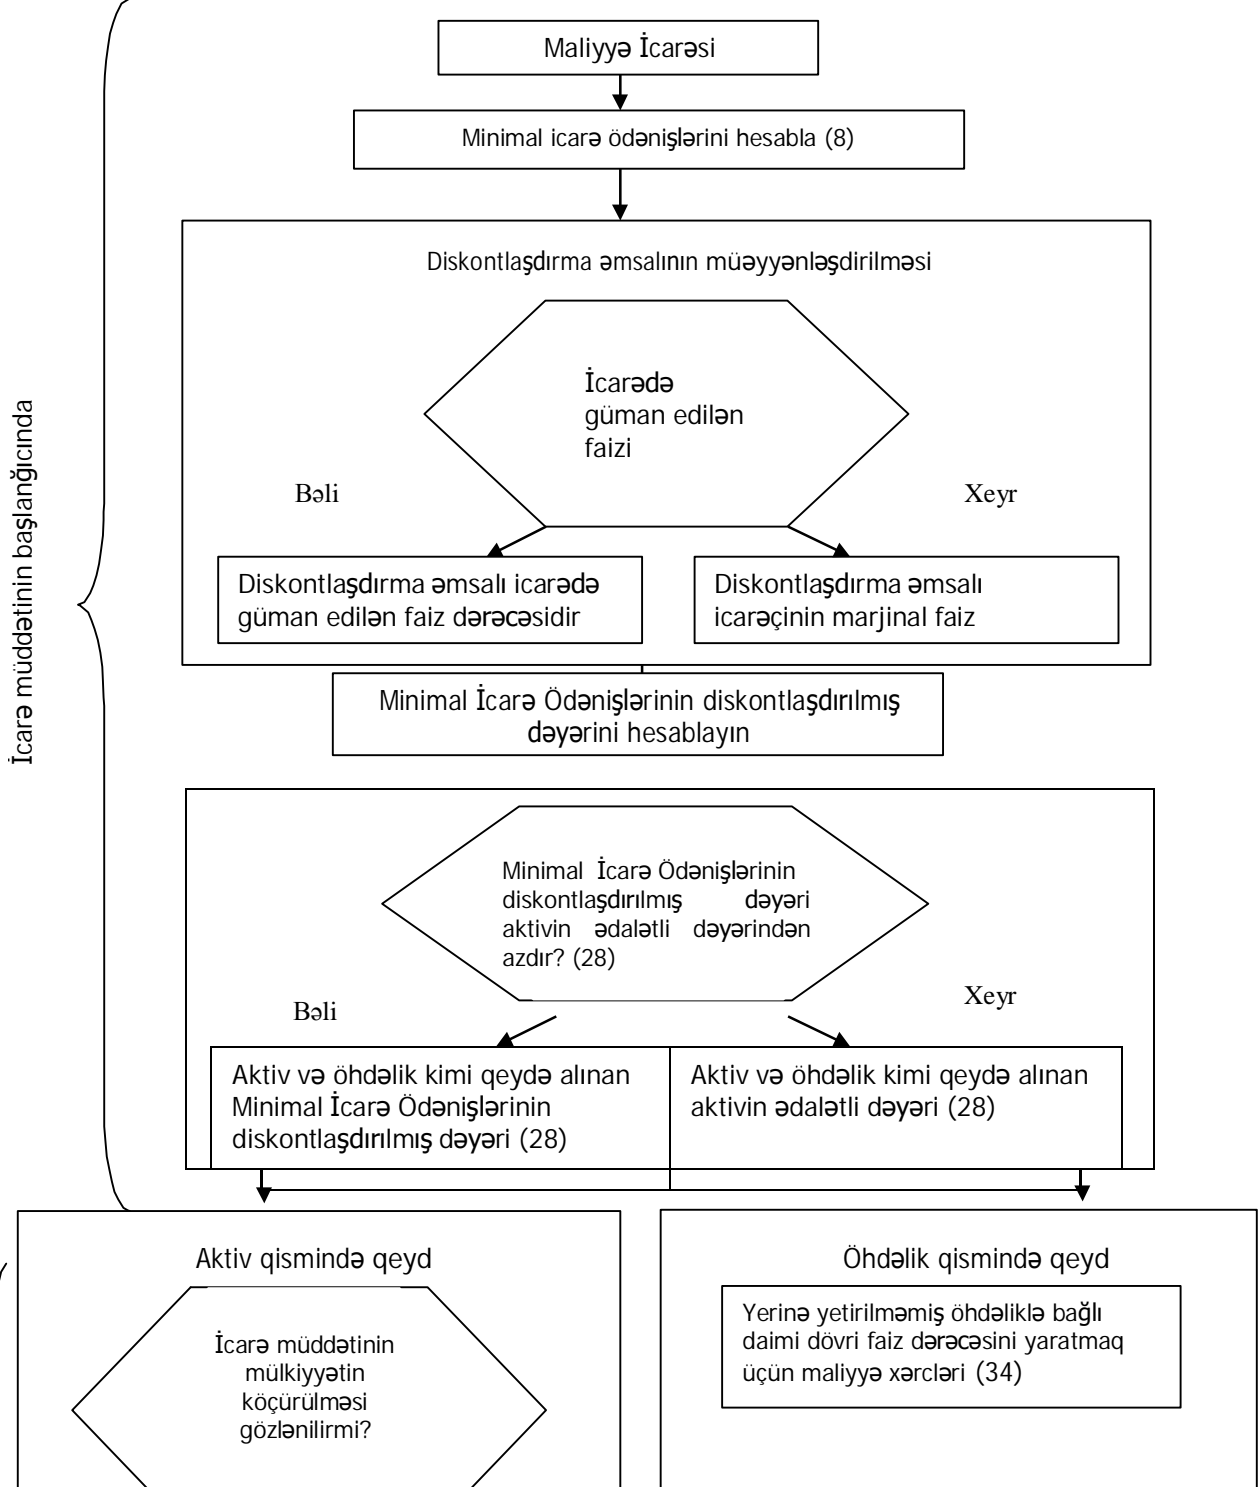 Maliyyə İcarəsi
Minimal icarə ödənişlərini hesabla (8)
Diskontlaşdırma əmsalının müəyyənləşdirilməsi
İcarədə
güman edilən
faizi
Bəli
Xeyr
Diskontlaşdırma əmsalı icarədə
güman edilən faiz dərəcəsidir
Diskontlaşdırma əmsalı
icarəçinin marjinal faiz
Minimal İcarə Ödənişlərinin diskontlaşdırılmış
dəyərini hesablayın
İcarə müddətinin başlanğıcında
Minimal İcarə Ödənişlərinin
diskontlaşdırılmış dəyəri
aktivin ədalətli dəyərindən
azdır? (28)
Bəli
Xeyr
Aktiv və öhdəlik kimi qeydə alınan
Minimal İcarə Ödənişlərinin
diskontlaşdırılmış dəyəri (28)
Aktiv və öhdəlik kimi qeydə alınan
aktivin ədalətli dəyəri (28)
Aktiv qismində qeyd
İcarə müddətinin
mülkiyyətin
köçürülməsi
gözlənilirmi?
Öhdəlik qismində qeyd
Yerinə yetirilməmiş öhdəliklə bağlı
daimi dövri faiz dərəcəsini yaratmaq
üçün maliyyə xərcləri (34)